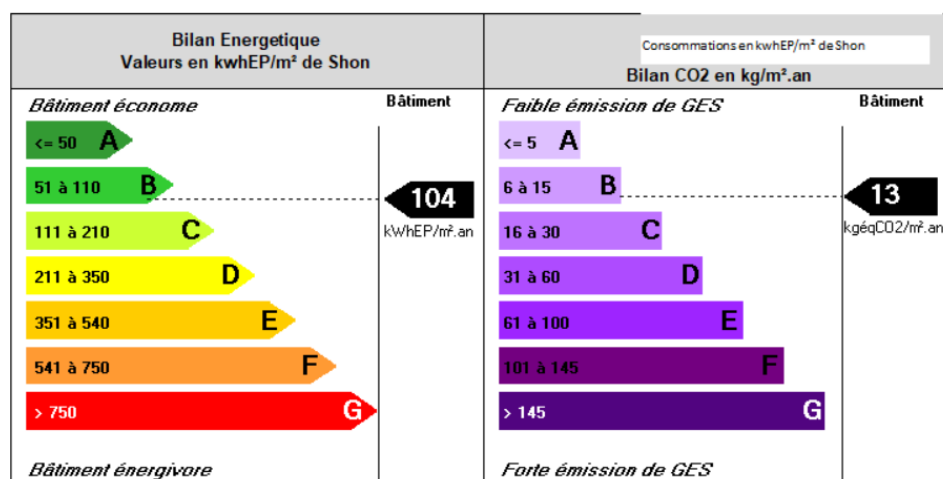 Bilan Energetique
Valeurs en kwhEP/m² de Shon
Consommations en kwhEP/m² de Shon
Bilan CO2 en kg/m².an
Bâtiment économe
Bâtiment
<= 50 A
51 à 110 B
104
kWhEP/m².an
111 à 210 C
211 à 350 D
351 à 540 E
541 à 750 F
> 750 G
Bâtiment énergivore
Faible émission de GES
Bâtiment
<= 5 A
6 à 15 B
13
kgéqCO2/m².an
16 à 30 C
31 à 60 D
61 à 100 E
101 à 145 F
> 145 G
Forte émission de GES